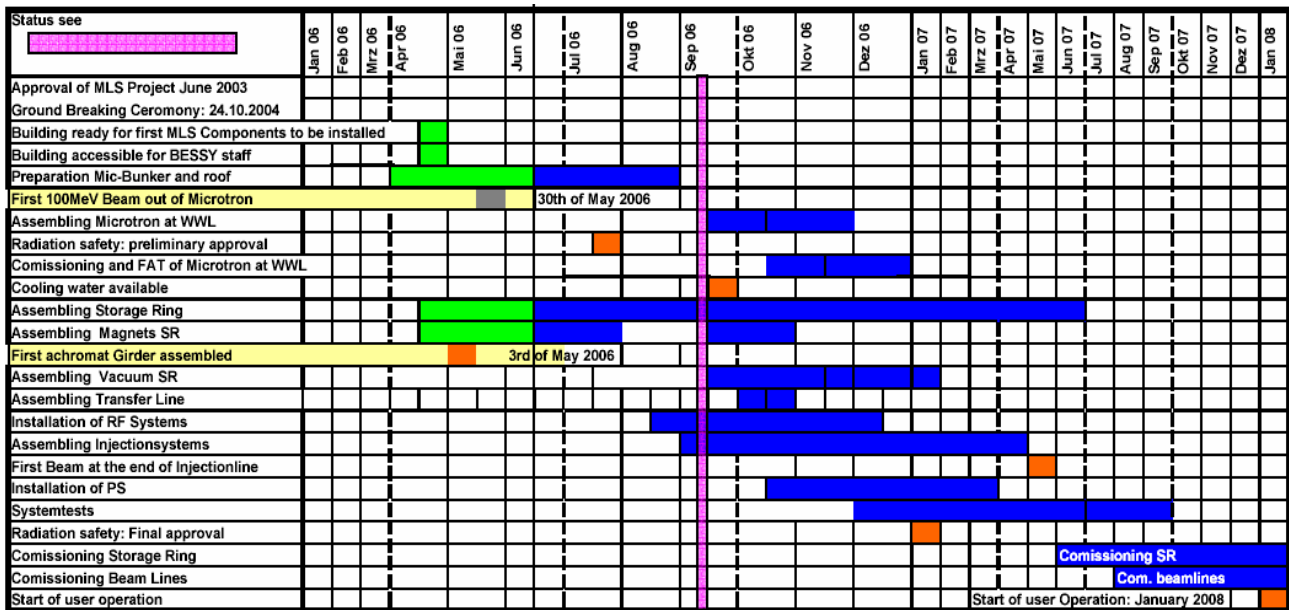 Status see
Jan 06 Feb 06 Mrz 06 Apr 06 Mai 06 Jun 06 Jul 06 Aug 06 Sep 06 Okt 06 Nov 06 Dez 06 Jan 07 Feb 07 Mrz 07 Apr 07 Mai 07 Jun 07 Jul 07 Aug 07 Sep 07 Okt 07 Nov 07 Dez 07 Jan 08
Approval of MLS Project June 2003
Ground Breaking Ceromony: 24.10.2004
Building ready for first MLS Components to be installed
Building accessible for BESSY staff
Preparation Mic-Bunker and roof
First 100MeV Beam out of Microtron 30th of May 2006
Assembling Microtron at WWL
Radiation safety: preliminary approval
Comissioning and FAT of Microtron at WWL
Cooling water available
Assembling Storage Ring
Assembling Magnets SR
First achromat Girder assembled 3rd of May 2006
Assembling Vacuum SR
Assembling Transfer Line
Installation of RF Systems
Assembling Injectionsystems
First Beam at the end of Injectionline
Installation of PS
Systemtests
Radiation safety: Final approval
Comissioning Storage Ring Comissioning SR
Comissioning Beam Lines Com. beamlines
Start of user operation Start of user Operation: January 2008